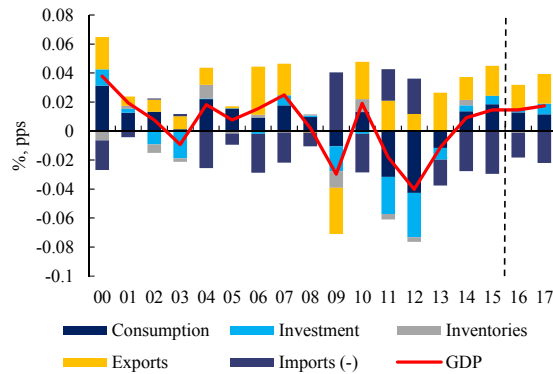 %, pps
0.08
0.06
0.04
0.02
0
-0.02
-0.04
-0.06
-0.08
-0.1
00 01 02 03 04 05 06 07 08 09 10 11 12 13 14 15 16 17
Consumption Investment Inventories
Exports Imports (-) GDP